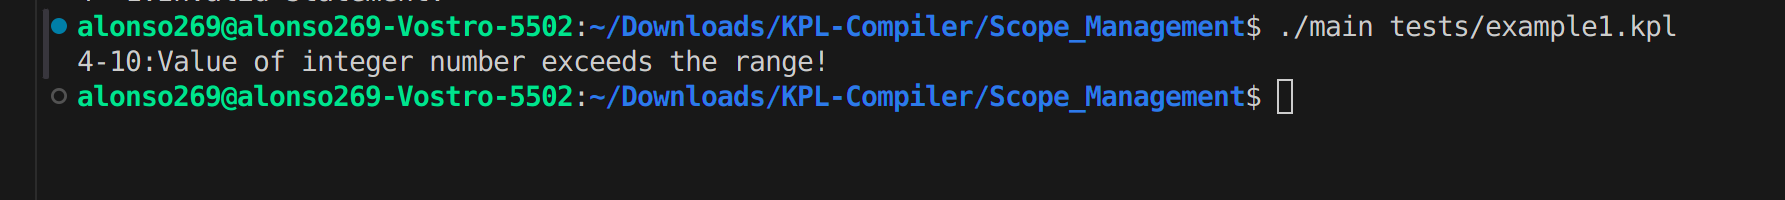 alonso269@alonso269-Vostro-5502:~/Downloads/KPL-Compiler/Scope_Management$ ./main tests/example1.kpl
4-10:Value of integer number exceeds the range!
alonso269@alonso269-Vostro-5502:~/Downloads/KPL-Compiler/Scope_Management$